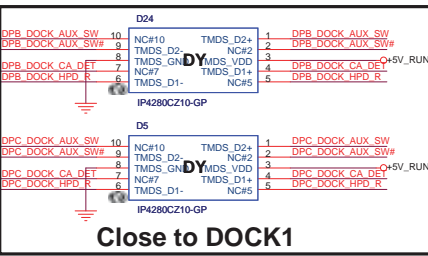 D24
DPB_DOCK_AUX_SW 10 NC#10 TMDS_D2+ 1 DPB_DOCK_AUX_SW
DPB_DOCK_AUX_SW# 9 TMDS_D2- NC#2 2 DPB_DOCK_AUX_SW#
8 TMDS_GND DY TMDS_VDD 3 +5V_RUN
DPB_DOCK_CA_DET 7 NC#7 TMDS_D1+ 4 DPB_DOCK_CA_DET
DPB_DOCK_HPD_R 6 TMDS_D1- NC#5 5 DPB_DOCK_HPD_R
IP4280CZ10-GP
D5
DPC_DOCK_AUX_SW 10 NC#10 TMDS_D2+ 1 DPC_DOCK_AUX_SW
DPC_DOCK_AUX_SW# 9 TMDS_D2- NC#2 2 DPC_DOCK_AUX_SW#
8 TMDS_GND DY TMDS_VDD 3 +5V_RUN
DPC_DOCK_CA_DET 7 NC#7 TMDS_D1+ 4 DPC_DOCK_CA_DET
DPC_DOCK_HPD_R 6 TMDS_D1- NC#5 5 DPC_DOCK_HPD_R
IP4280CZ10-GP
Close to DOCK1